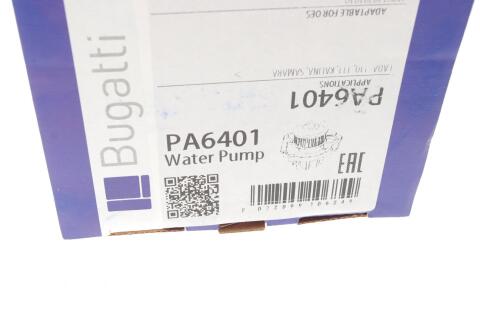 ADAPTABLE FOR OES
LADA 110, 111, KALINA, SAMARA
APPLICATIONS
PA6401
Bugatti
PA6401
Water Pump
EAC